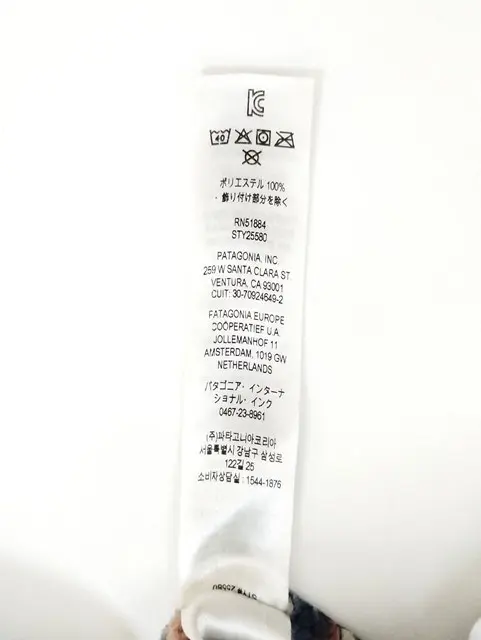 40
ポリエステル 100%
・飾り付け部分を除く
RN51884
STY25580
PATAGONIA, INC.
259 W SANTA CLARA ST
VENTURA, CA 93001
CUIT: 30-70924649-2
PATAGONIA EUROPE
COÖPERATIEF U.A.
JOLLEMANHOF 11
AMSTERDAM, 1019 GW
NETHERLANDS
パタゴニア・インターナ
ショナル・インク
0467-23-8961
(주)파타고니아코리아
서울특별시 강남구 삼성로
122길 25
소비자상담실 : 1544-1876